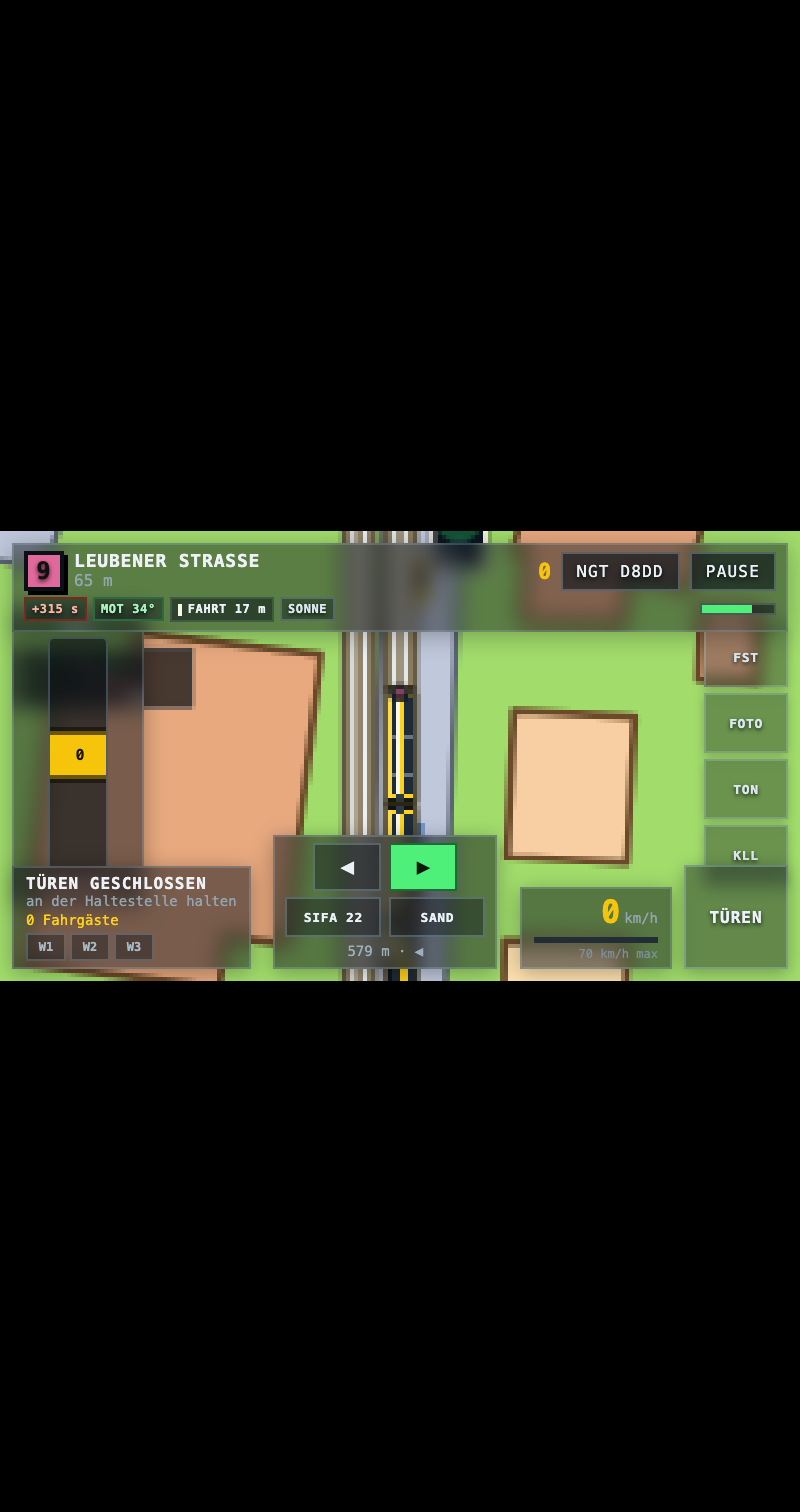 9 LEUBENER STRASSE
65 m
0 NGT D8DD PAUSE
+315 s MOT 34° FAHRT 17 m SONNE
FST
FOTO
0
TON
KLL
TÜREN GESCHLOSSEN
an der Haltestelle halten
0 Fahrgäste
W1 W2 W3
◀ ▶
SIFA 22 SAND
579 m · ◀
0 km/h
70 km/h max
TÜREN